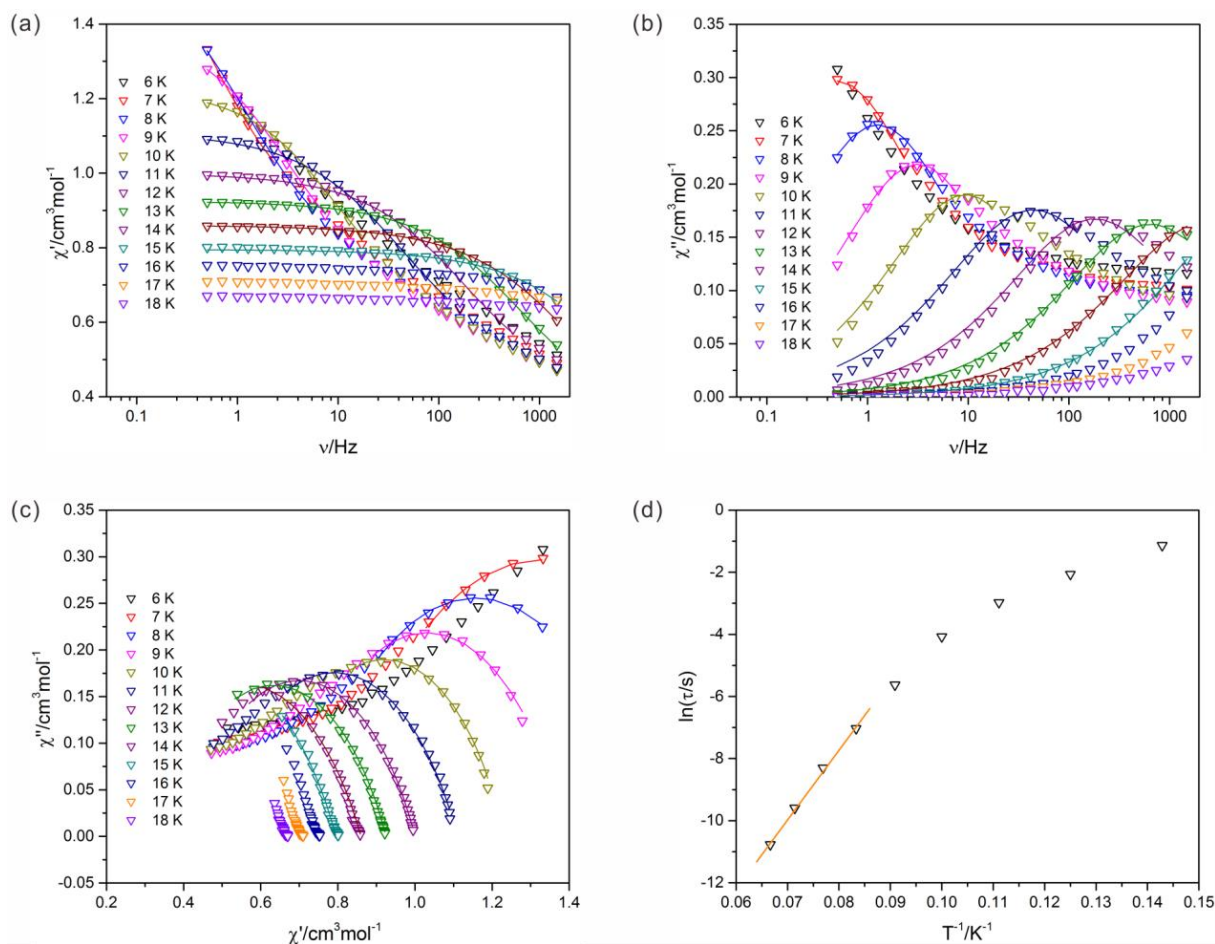 (a)
1.4
1.2
1.0
0.8
0.6
0.4
χ'/cm³mol⁻¹
6 K
7 K
8 K
9 K
10 K
11 K
12 K
13 K
14 K
15 K
16 K
17 K
18 K
0.1 1 10 100 1000
ν/Hz
(b)
0.35
0.30
0.25
0.20
0.15
0.10
0.05
0.00
χ''/cm³mol⁻¹
6 K
7 K
8 K
9 K
10 K
11 K
12 K
13 K
14 K
15 K
16 K
17 K
18 K
0.1 1 10 100 1000
ν/Hz
(c)
0.35
0.30
0.25
0.20
0.15
0.10
0.05
0.00
-0.05
χ''/cm³mol⁻¹
6 K
7 K
8 K
9 K
10 K
11 K
12 K
13 K
14 K
15 K
16 K
17 K
18 K
0.2 0.4 0.6 0.8 1.0 1.2 1.4
χ'/cm³mol⁻¹
(d)
0
-2
-4
-6
-8
-10
-12
ln(τ/s)
0.06 0.07 0.08 0.09 0.10 0.11 0.12 0.13 0.14 0.15
T⁻¹/K⁻¹